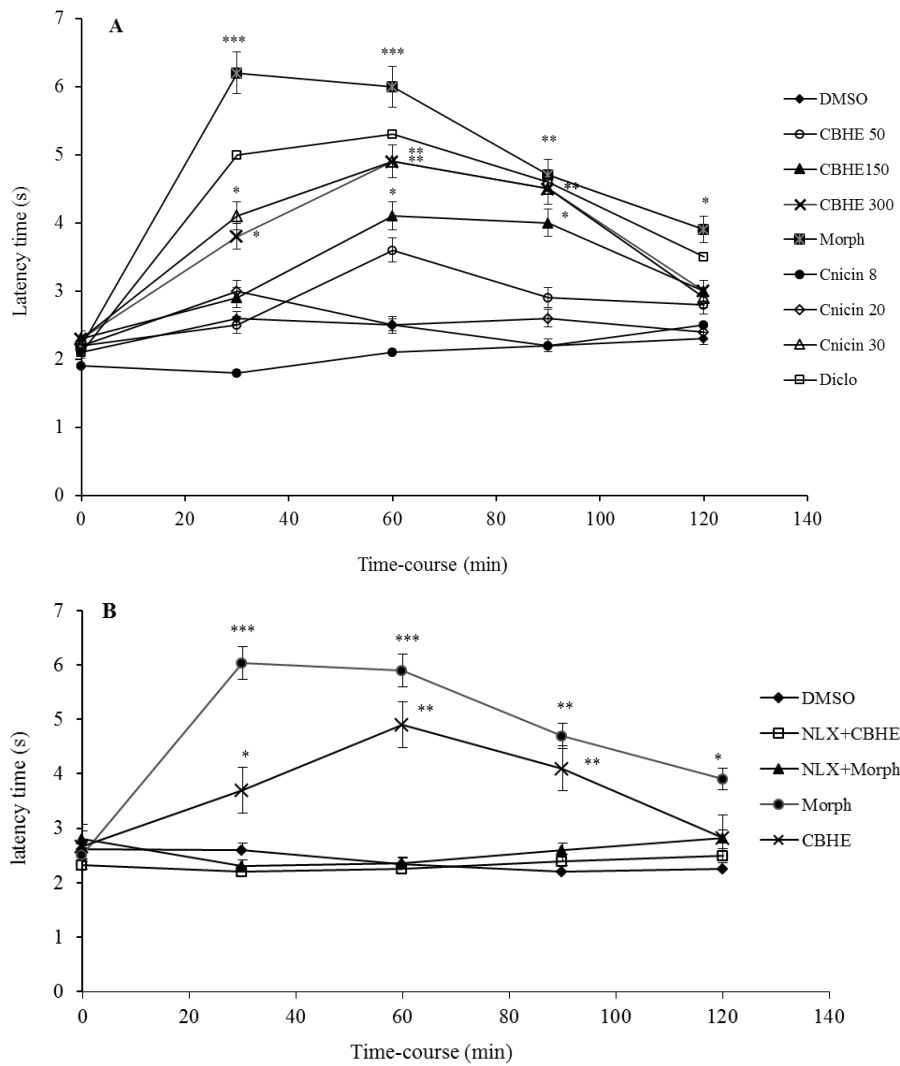 A
7
6
5
4
3
2
1
0
Latency time (s)
***
***
**
*
*
*
**
**
*
**
*
0 20 40 60 80 100 120 140
Time-course (min)
DMSO
CBHE 50
CBHE150
CBHE 300
Morph
Cnicin 8
Cnicin 20
Cnicin 30
Diclo
B
7
6
5
4
3
2
1
0
latency time (s)
***
***
**
*
*
**
**
0 20 40 60 80 100 120 140
Time-course (min)
DMSO
NLX+CBHE
NLX+Morph
Morph
CBHE